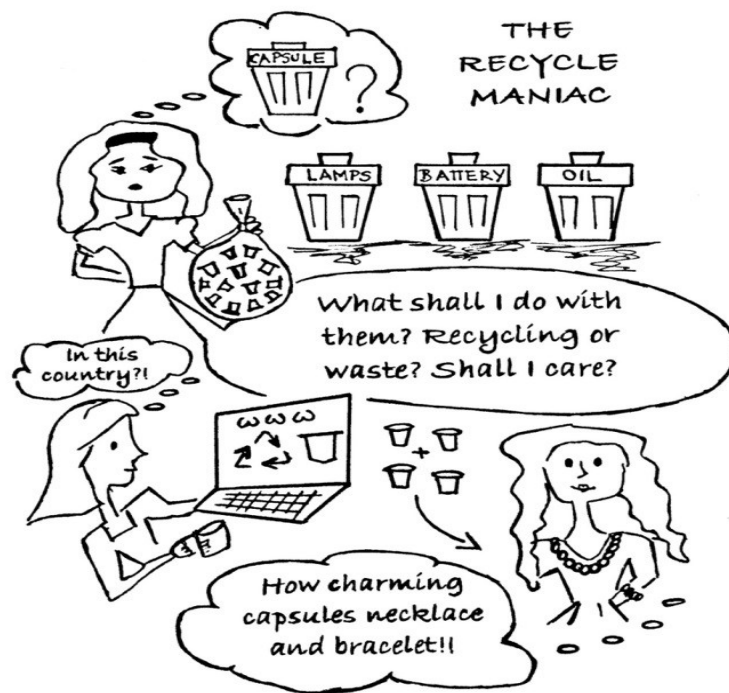 THE
RECYCLE
MANIAC
CAPSULE
?
LAMPS
BATTERY
OIL
What shall I do with
them? Recycling or
waste? Shall I care?
In this
country?!
www
+
How charming
capsules necklace
and bracelet!!